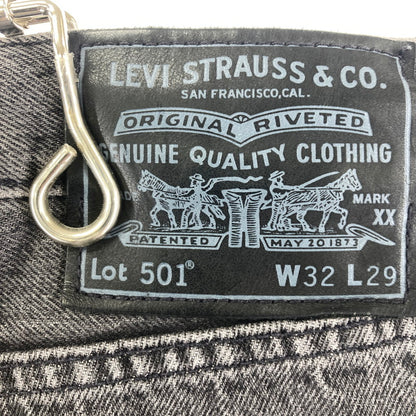 LEVI STRAUSS & CO.
SAN FRANCISCO, CAL.
ORIGINAL RIVETED
GENUINE QUALITY CLOTHING
MARK
XX
PATENTED MAY 20 1873
Lot 501® W32 L29